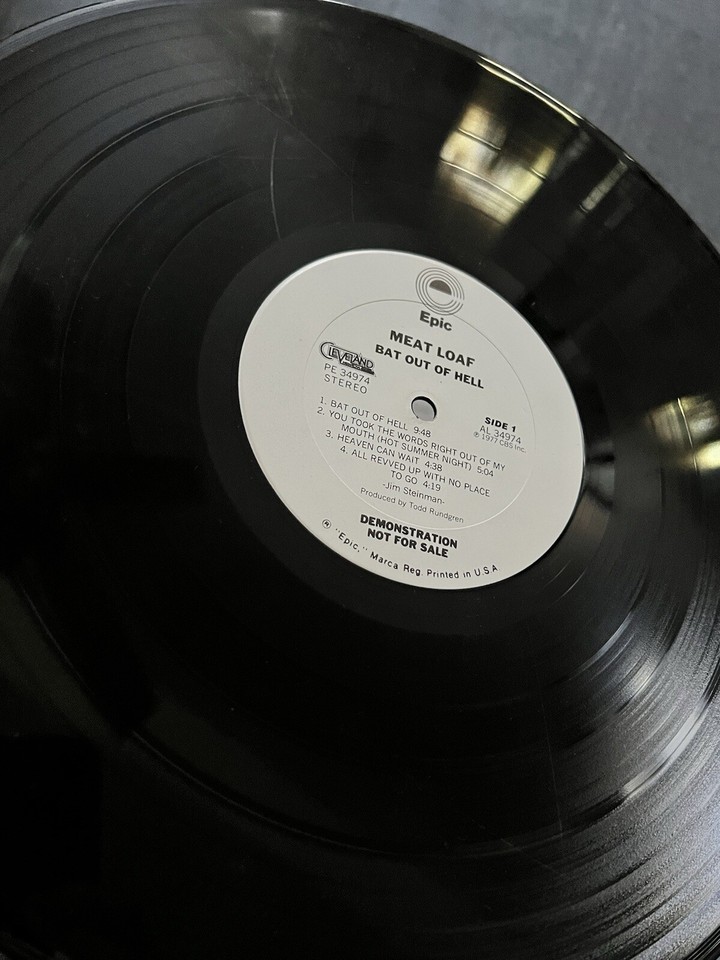 Epic
MEAT LOAF
BAT OUT OF HELL
CLEVELAND
PE 34974
STEREO
SIDE 1
AL 34974
℗ 1977 CBS Inc.
1. BAT OUT OF HELL 9:48
2. YOU TOOK THE WORDS RIGHT OUT OF MY
MOUTH (HOT SUMMER NIGHT) 5:04
3. HEAVEN CAN WAIT 4:38
4. ALL REVVED UP WITH NO PLACE
TO GO 4:19
-Jim Steinman-
Produced by Todd Rundgren
DEMONSTRATION
NOT FOR SALE
® "Epic," Marca Reg. Printed in U.S.A